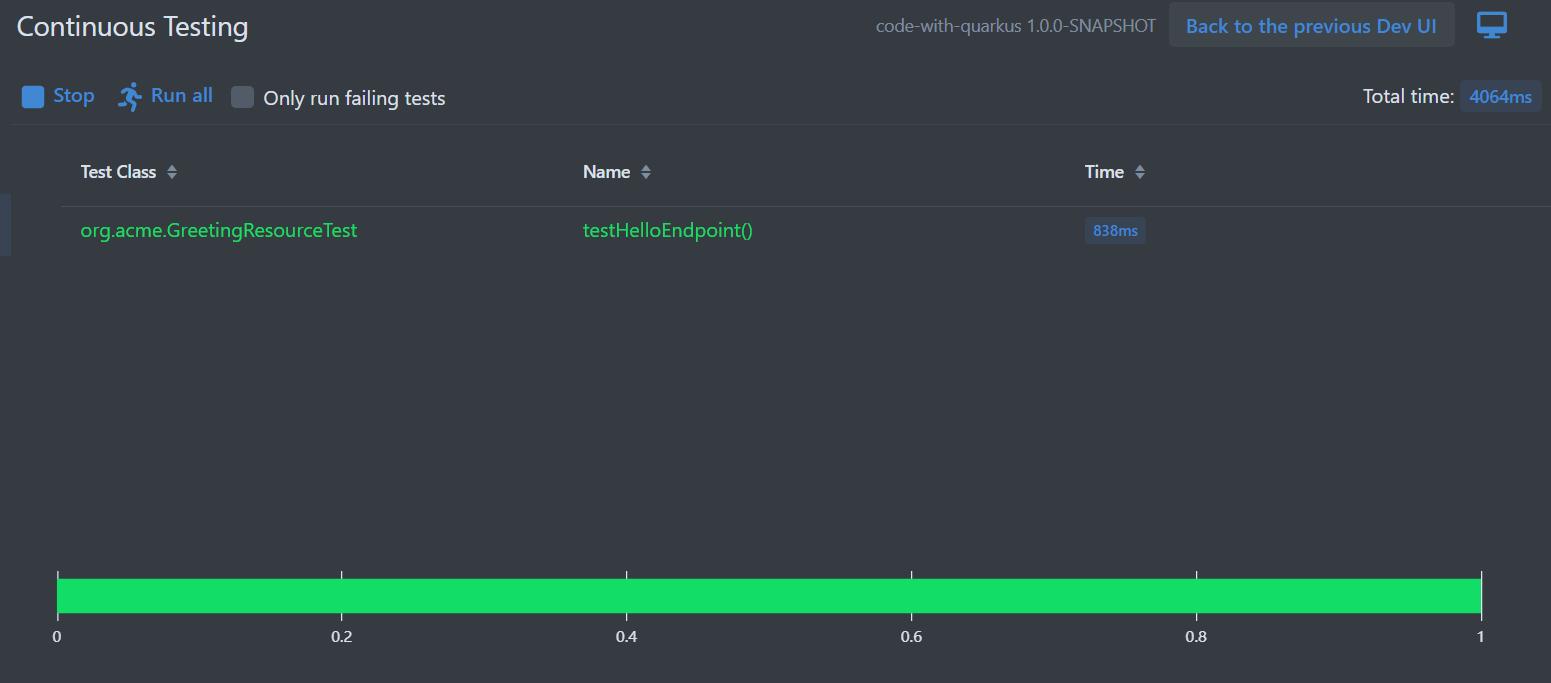 Continuous Testing
code-with-quarkus 1.0.0-SNAPSHOT
Back to the previous Dev UI
Stop
Run all
Only run failing tests
Total time: 4064ms
Test Class
Name
Time
org.acme.GreetingResourceTest
testHelloEndpoint()
838ms
0 0.2 0.4 0.6 0.8 1